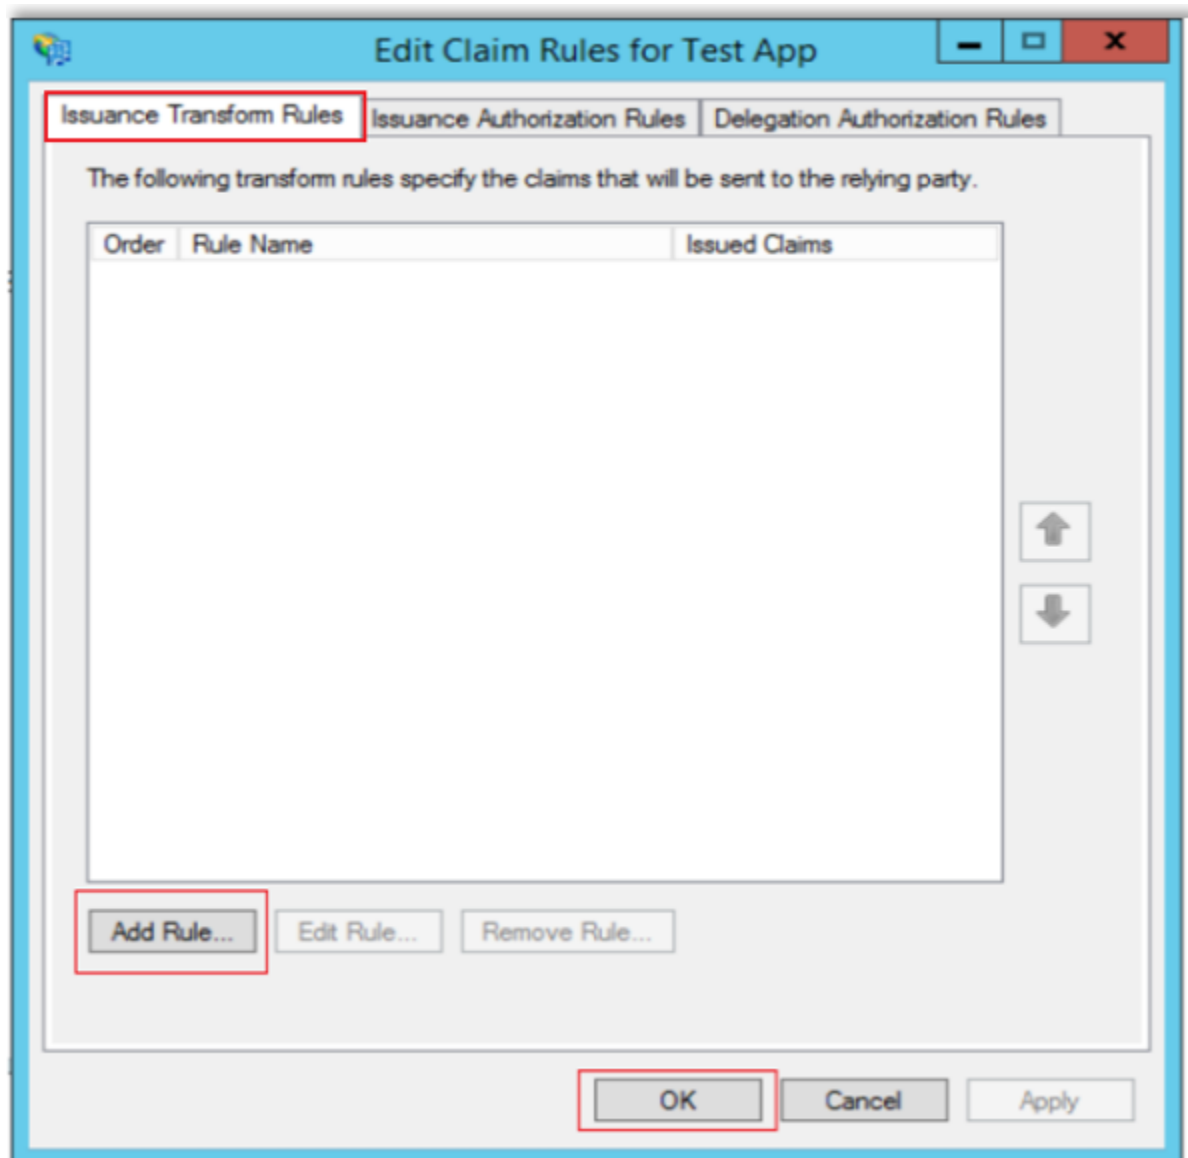 Edit Claim Rules for Test App
Issuance Transform Rules Issuance Authorization Rules Delegation Authorization Rules
The following transform rules specify the claims that will be sent to the relying party.
Order Rule Name Issued Claims
Add Rule... Edit Rule... Remove Rule...
OK Cancel Apply